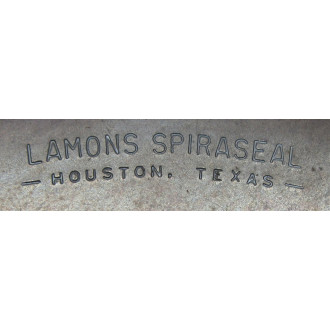 LAMONS SPIRASEAL
— HOUSTON, TEXAS —